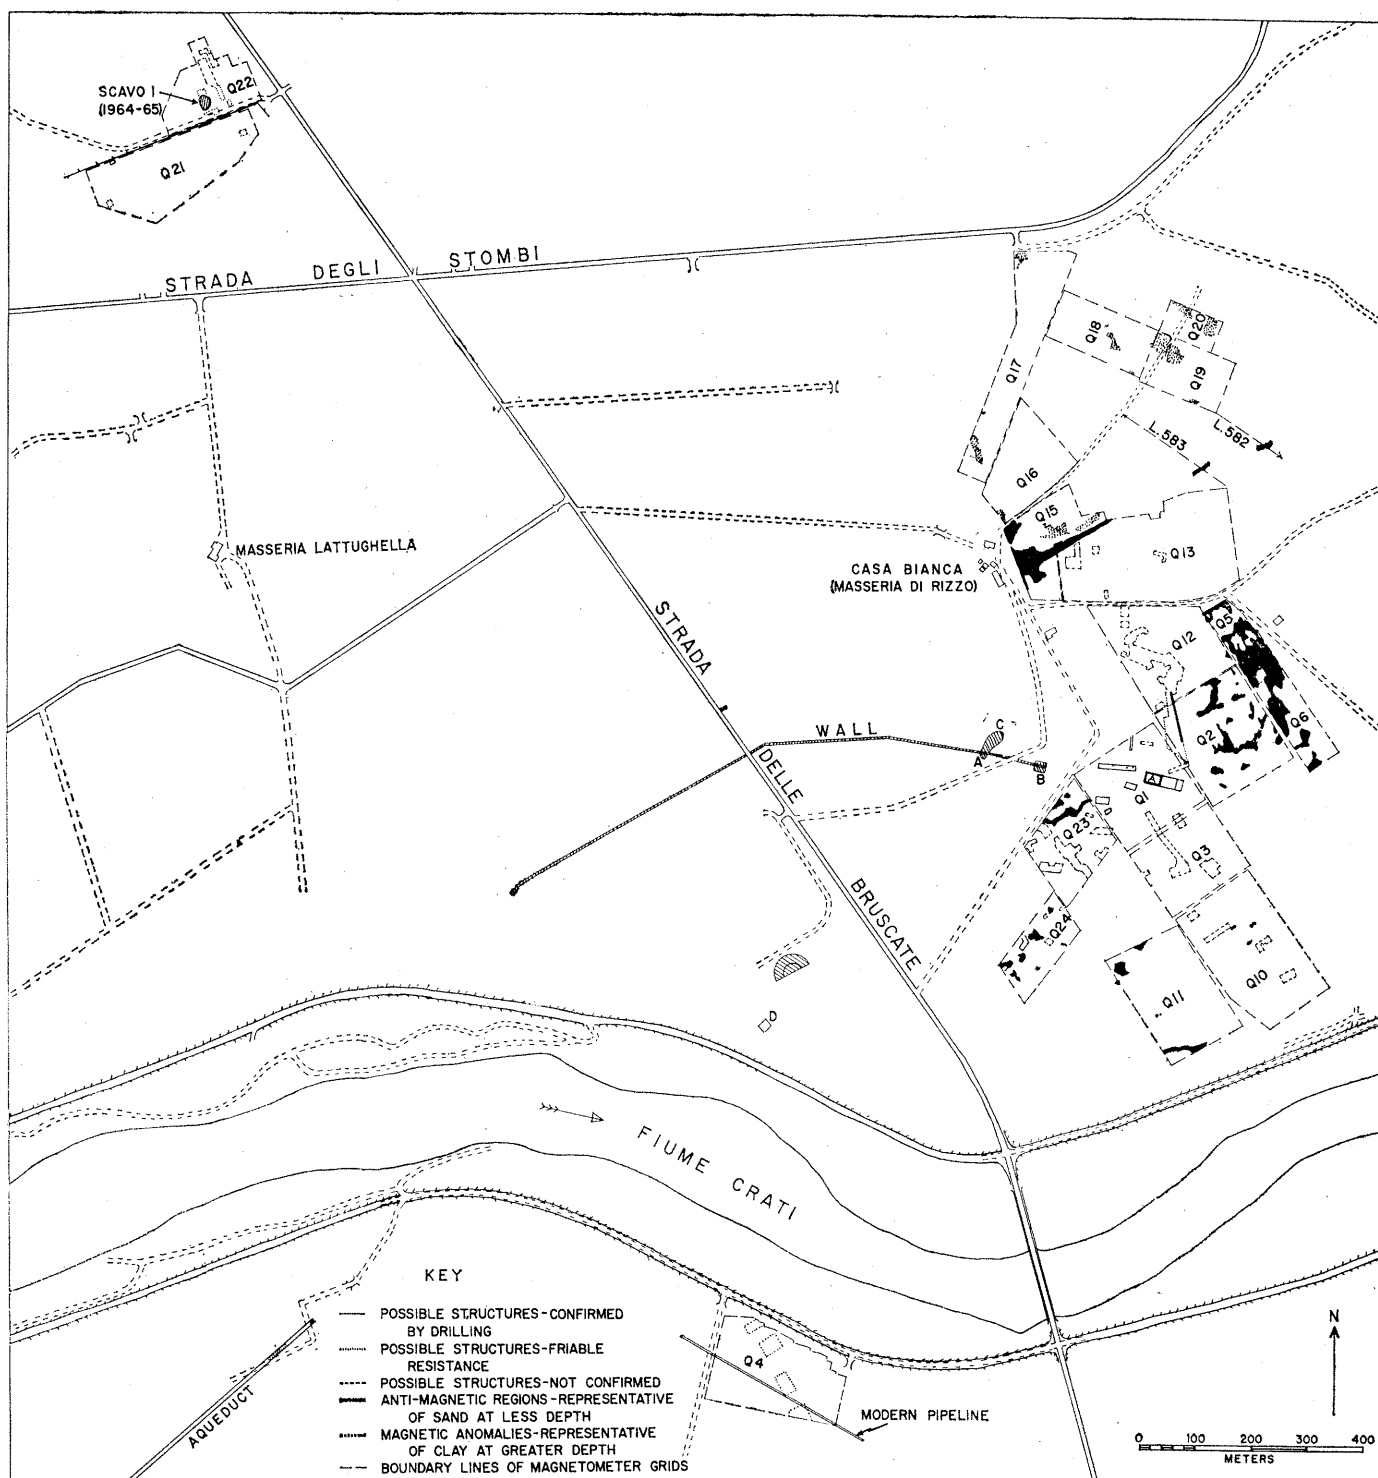 SCAVO I
(1964-65)
Q22
Q21
STRADA DEGLI STOMBI
Q18
Q20
Q17
Q19
L.583
L.582
Q16
Q15
Q13
MASSERIA LATTUGHELLA
CASA BIANCA
(MASSERIA DI RIZZO)
STRADA DELLE BRUSCATE
Q12
Q5
Q2
Q6
WALL
C
A
B
A
Q1
Q23
Q3
Q24
Q10
Q11
D
FIUME CRATI
KEY
POSSIBLE STRUCTURES-CONFIRMED
BY DRILLING
POSSIBLE STRUCTURES-FRIABLE
RESISTANCE
POSSIBLE STRUCTURES-NOT CONFIRMED
ANTI-MAGNETIC REGIONS-REPRESENTATIVE
OF SAND AT LESS DEPTH
MAGNETIC ANOMALIES-REPRESENTATIVE
OF CLAY AT GREATER DEPTH
BOUNDARY LINES OF MAGNETOMETER GRIDS
AQUEDUCT
Q4
MODERN PIPELINE
N
0 100 200 300 400
METERS